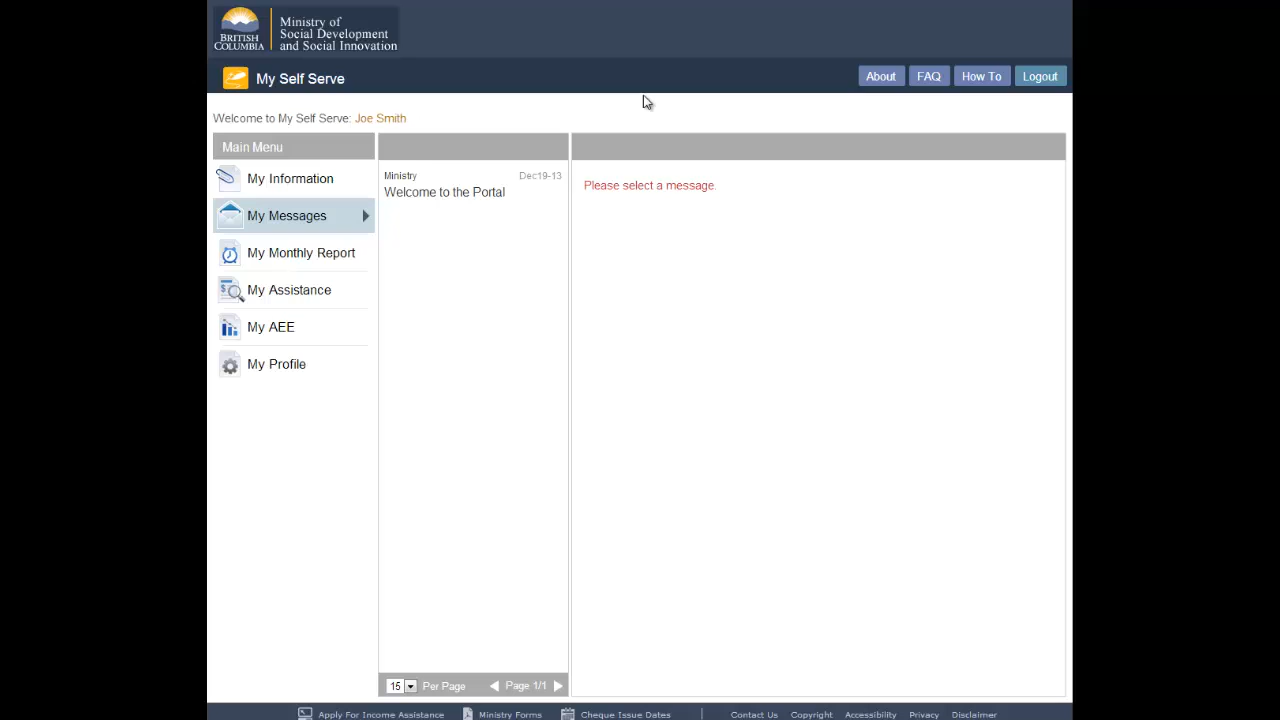 BRITISH
COLUMBIA
Ministry of
Social Development
and Social Innovation
My Self Serve
About
FAQ
How To
Logout
Welcome to My Self Serve: Joe Smith
Main Menu
My Information
My Messages
My Monthly Report
My Assistance
My AEE
My Profile
Ministry Dec19-13
Welcome to the Portal
Please select a message.
15 Per Page Page 1/1
Apply For Income Assistance Ministry Forms Cheque Issue Dates | Contact Us Copyright Accessibility Privacy Disclaimer